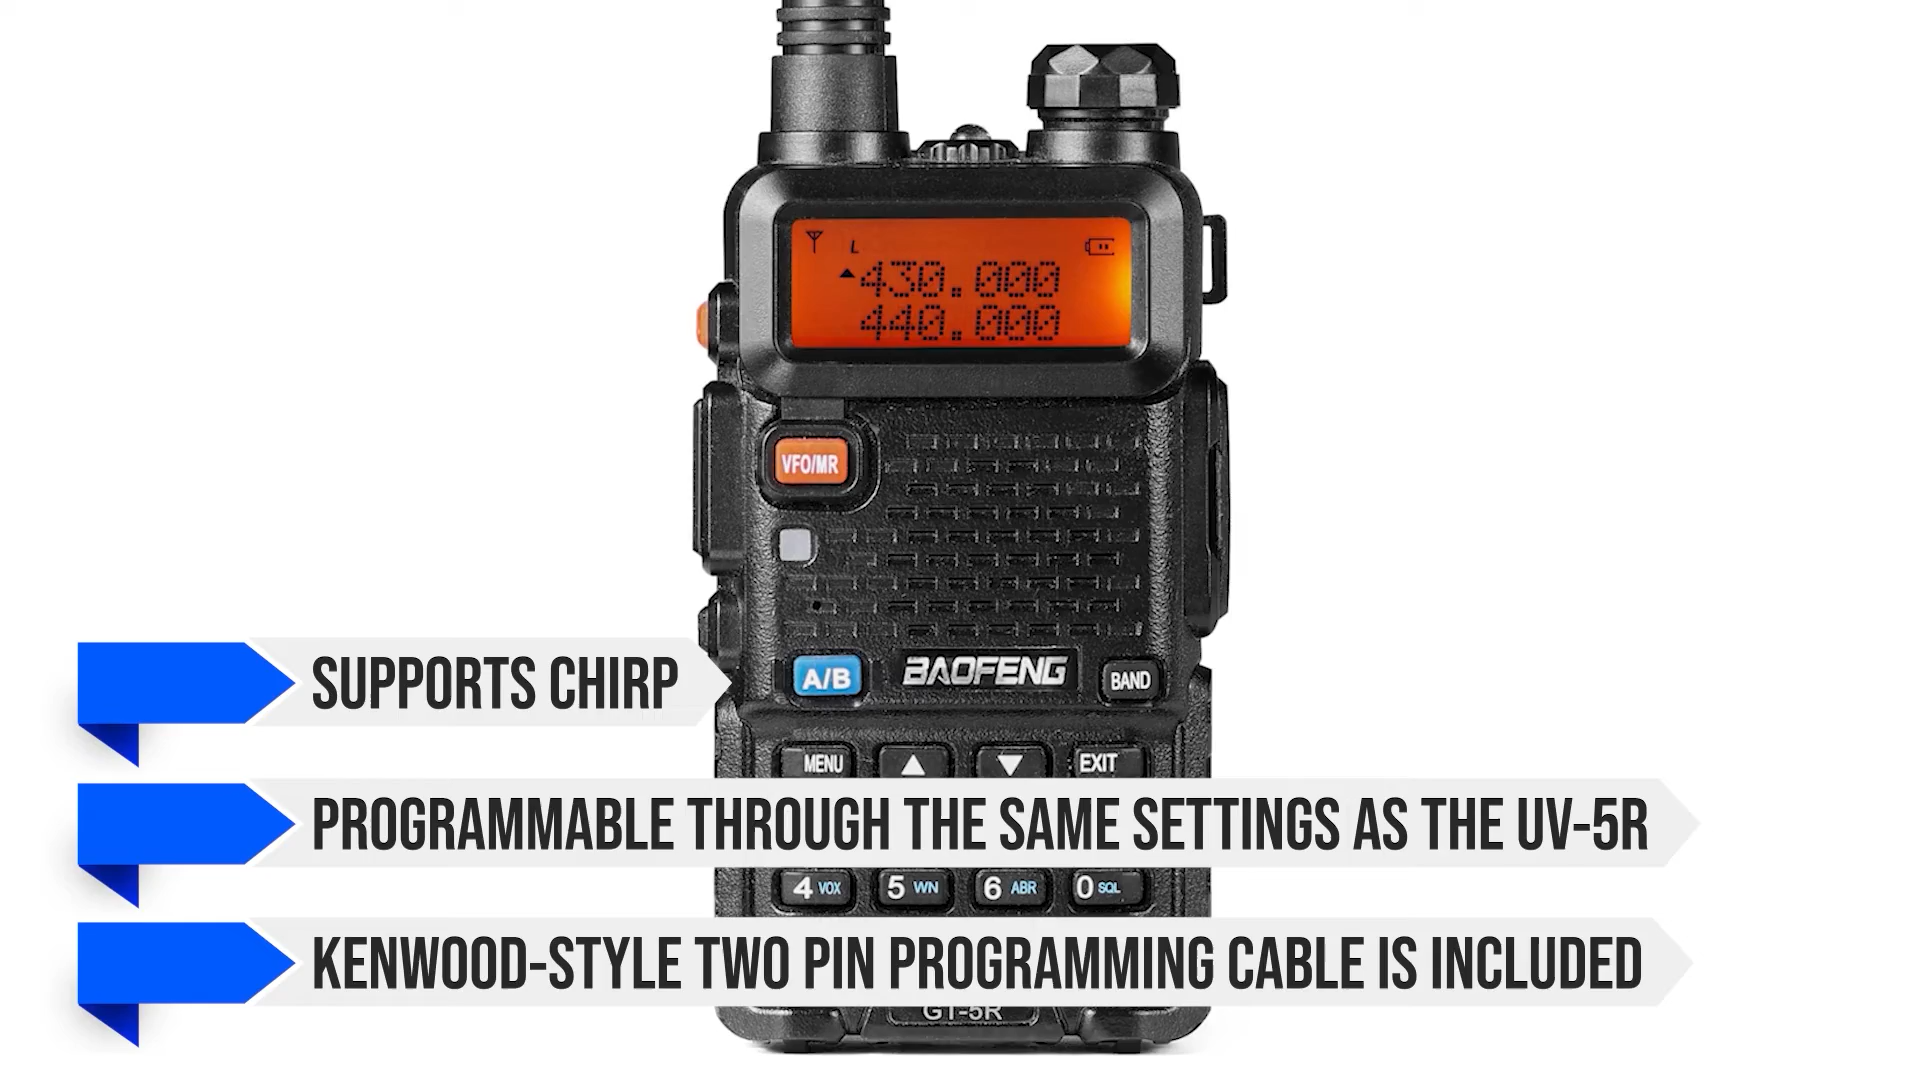 L
430.000
440.000
VFO/MR
A/B BAOFENG BAND
SUPPORTS CHIRP
MENU EXIT
PROGRAMMABLE THROUGH THE SAME SETTINGS AS THE UV-5R
4 VOX 5 WN 6 ABR 0 SQL
KENWOOD-STYLE TWO PIN PROGRAMMING CABLE IS INCLUDED
GT-5R